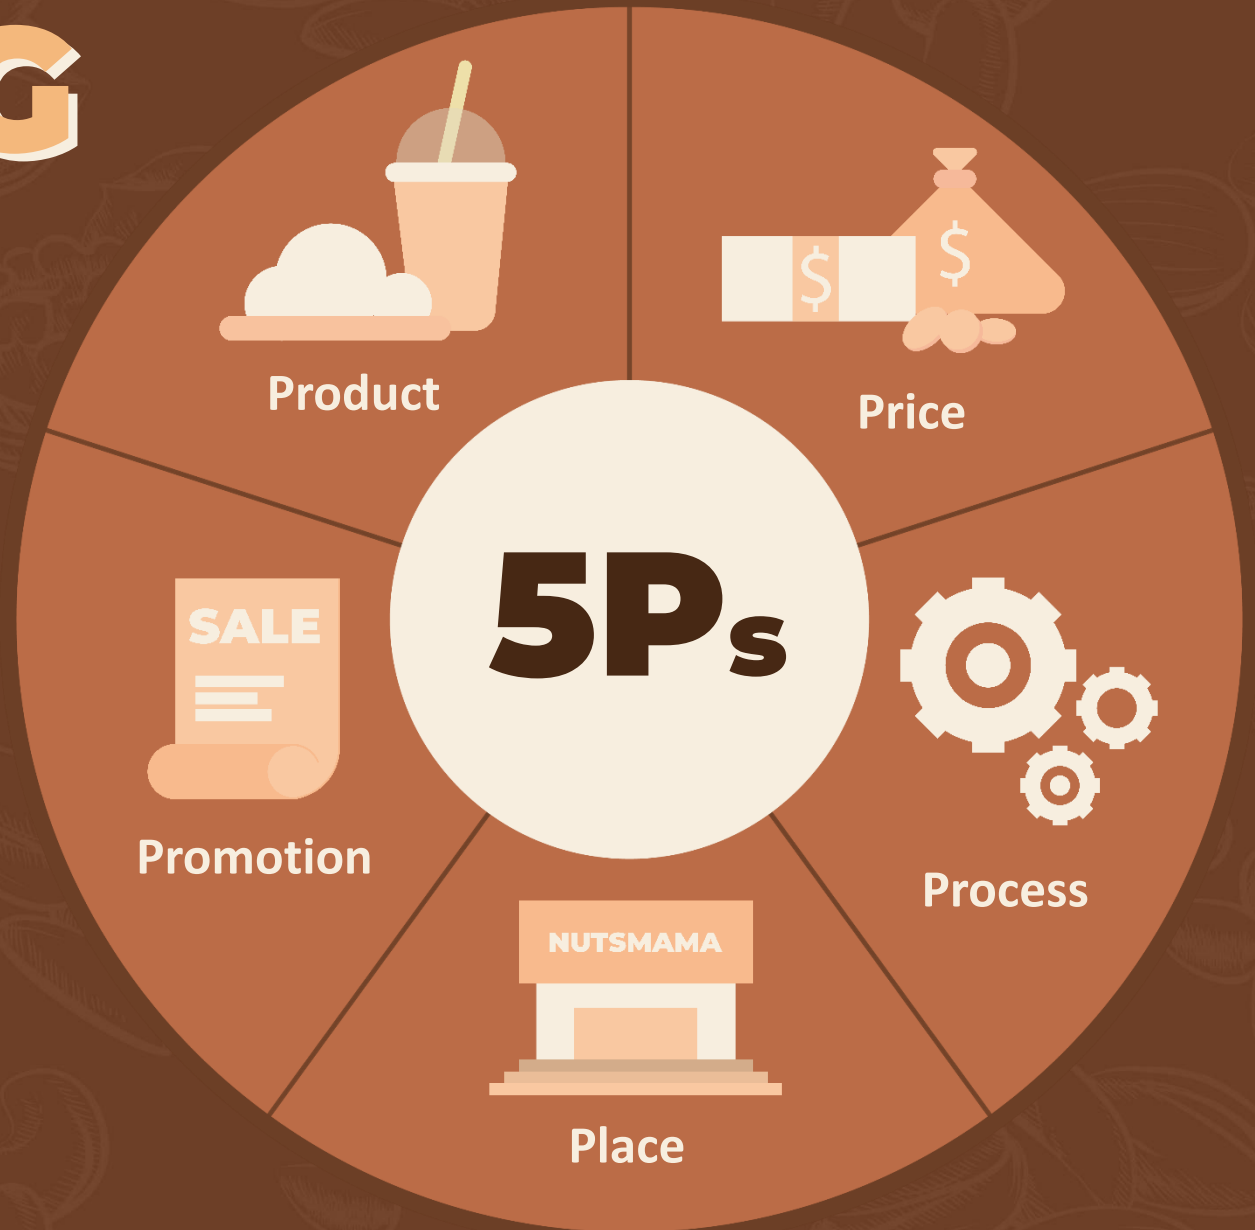 G
Product
$
$
Price
5Ps
SALE
Promotion
Process
NUTSMAMA
Place